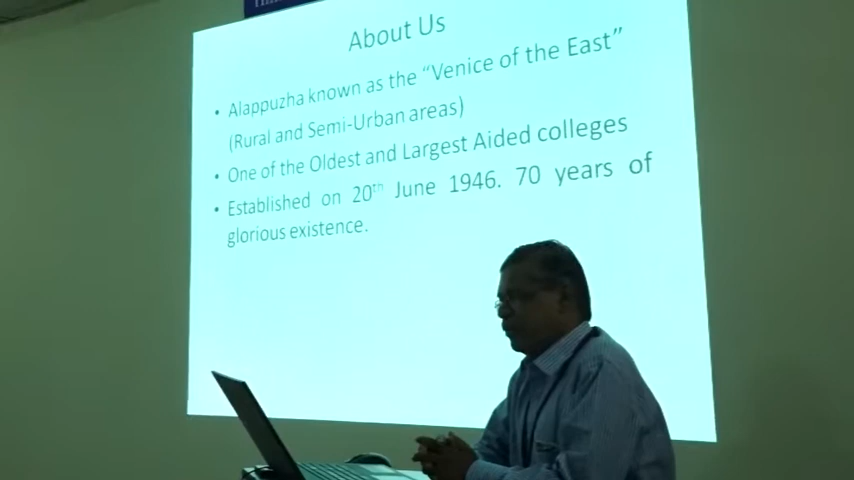 About Us
• Alappuzha known as the “Venice of the East”
(Rural and Semi-Urban areas)
• One of the Oldest and Largest Aided colleges
• Established on 20th June 1946. 70 years of
glorious existence.